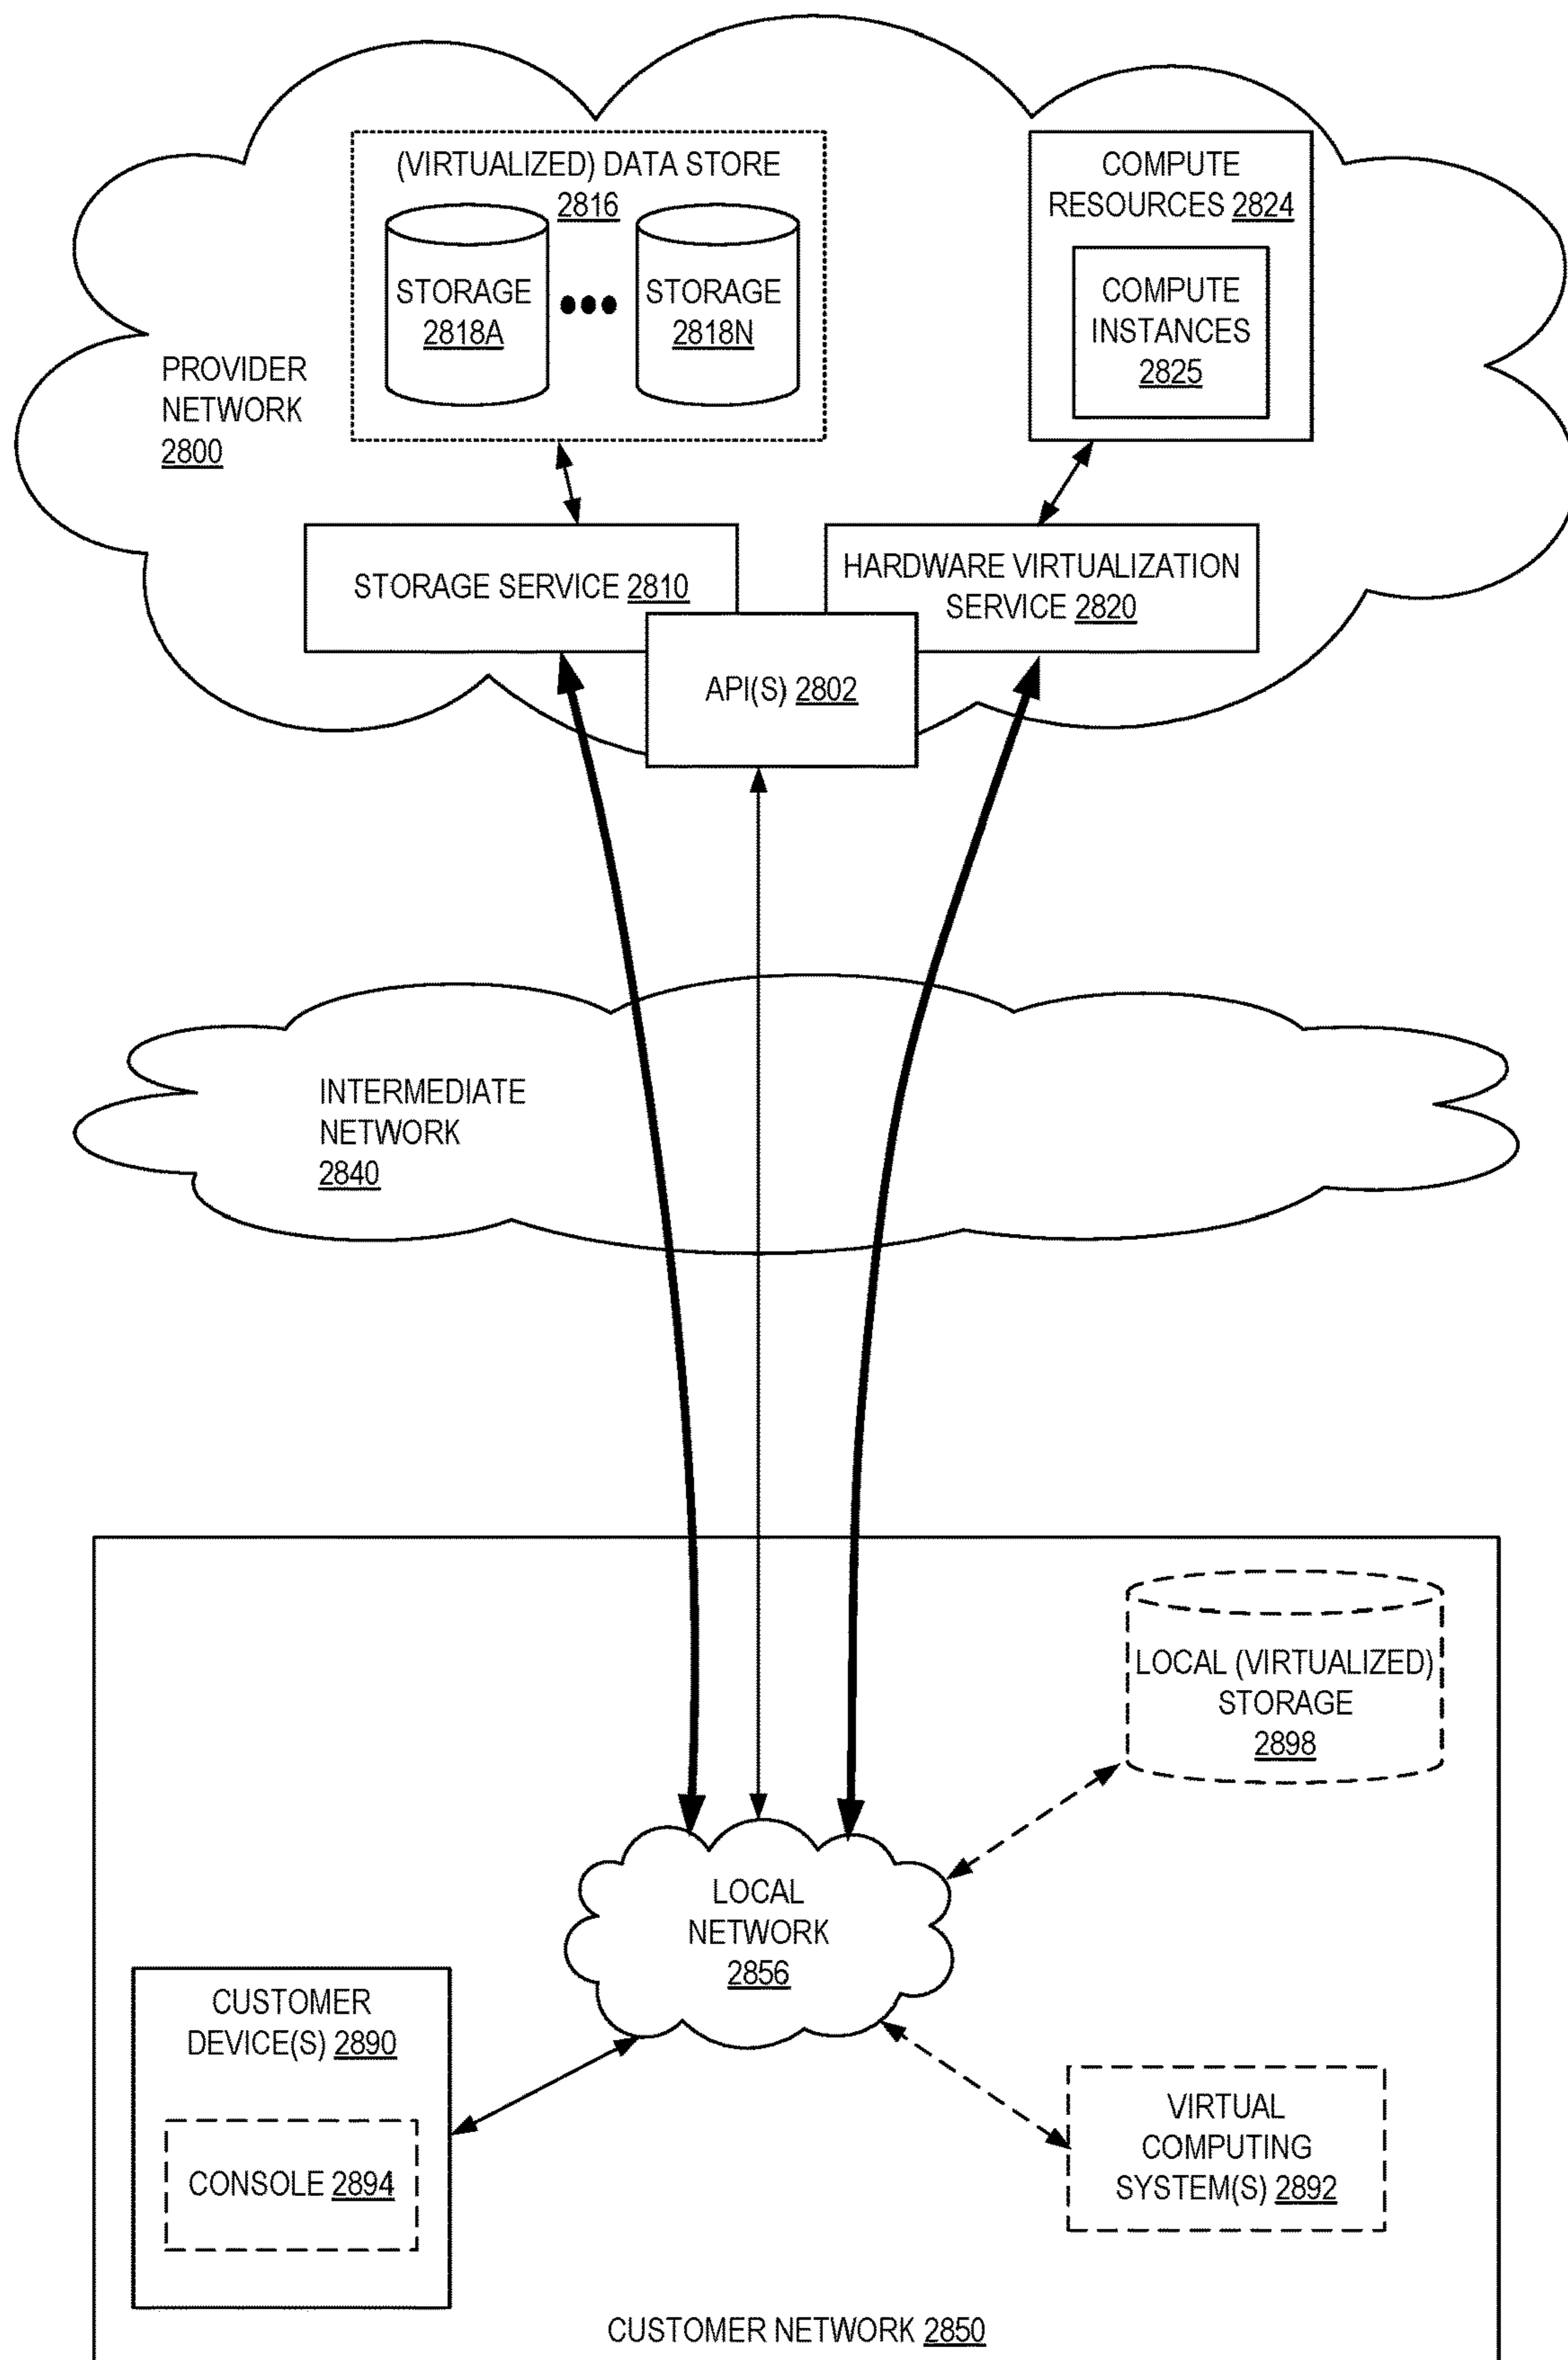 (VIRTUALIZED) DATA STORE
2816
STORAGE
2818A
STORAGE
2818N
COMPUTE
RESOURCES 2824
COMPUTE
INSTANCES
2825
PROVIDER
NETWORK
2800
STORAGE SERVICE 2810
HARDWARE VIRTUALIZATION
SERVICE 2820
API(S) 2802
INTERMEDIATE
NETWORK
2840
LOCAL (VIRTUALIZED)
STORAGE
2898
LOCAL
NETWORK
2856
CUSTOMER
DEVICE(S) 2890
CONSOLE 2894
VIRTUAL
COMPUTING
SYSTEM(S) 2892
CUSTOMER NETWORK 2850